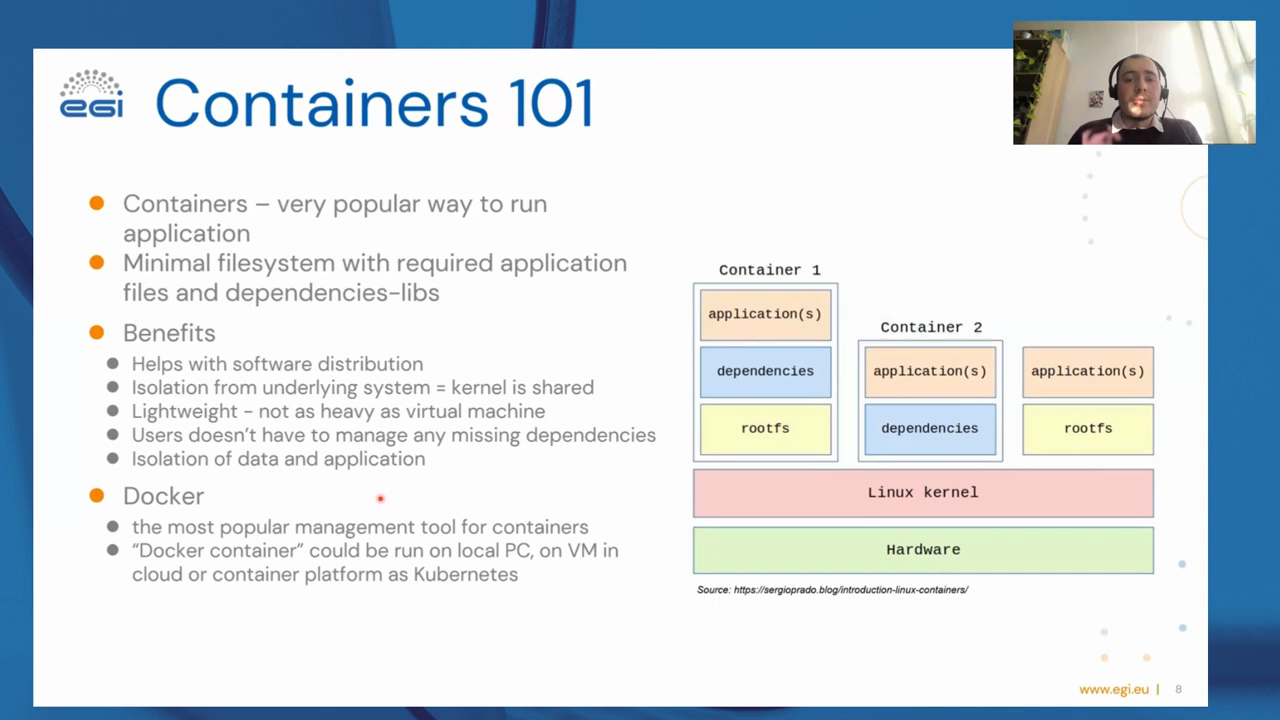 egi
Containers 101
Containers – very popular way to run
application
Minimal filesystem with required application
files and dependencies-libs
Benefits
Helps with software distribution
Isolation from underlying system = kernel is shared
Lightweight - not as heavy as virtual machine
Users doesn't have to manage any missing dependencies
Isolation of data and application
Docker
the most popular management tool for containers
“Docker container” could be run on local PC, on VM in
cloud or container platform as Kubernetes
Container 1
application(s)
dependencies
rootfs
Container 2
application(s)
dependencies
application(s)
rootfs
Linux kernel
Hardware
Source: https://sergioprado.blog/introduction-linux-containers/
www.egi.eu | 8